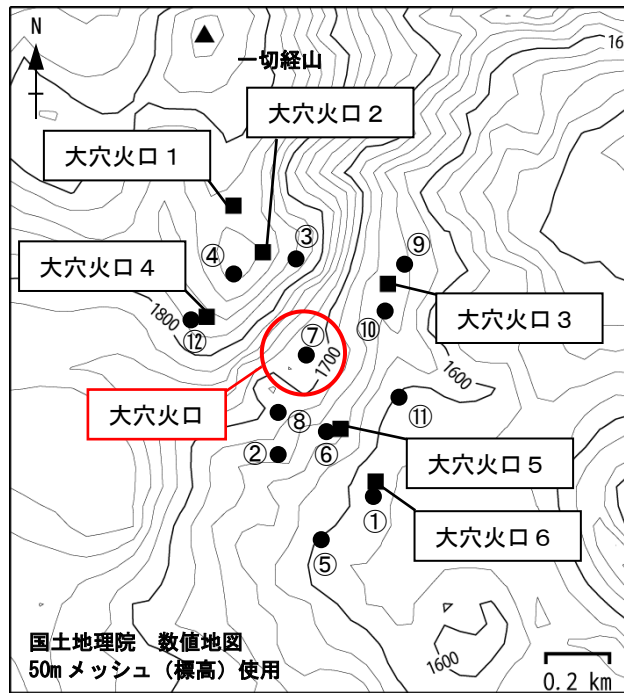 N
一切経山
16
大穴火口２
大穴火口１
③
④
⑨
大穴火口４
1800
⑫
大穴火口３
⑩
⑦
1700
1600
大穴火口
⑪
⑧
⑥
②
大穴火口５
①
大穴火口６
⑤
国土地理院　数値地図
50m メッシュ（標高）使用
1600
0.2 km